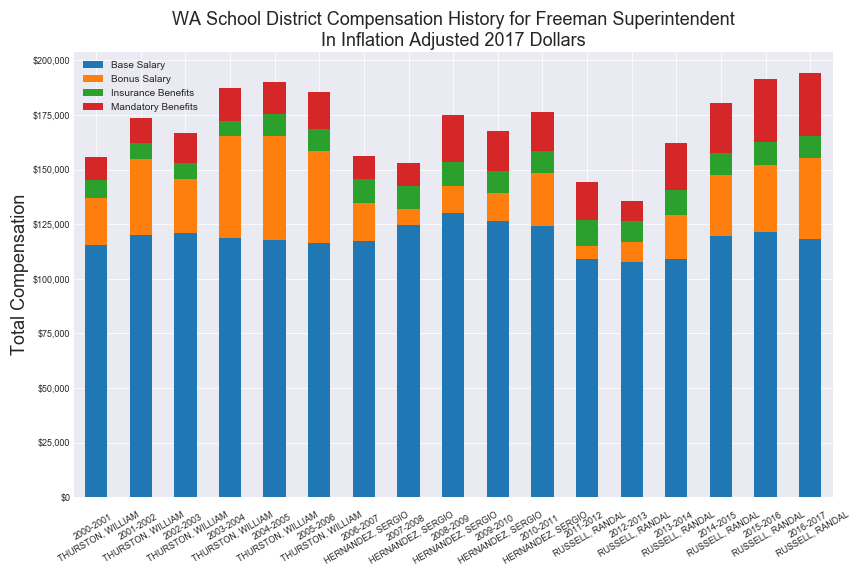 WA School District Compensation History for Freeman Superintendent
In Inflation Adjusted 2017 Dollars
Base Salary
Bonus Salary
Insurance Benefits
Mandatory Benefits
Total Compensation
$200,000
$175,000
$150,000
$125,000
$100,000
$75,000
$50,000
$25,000
$0
2000-2001
THURSTON, WILLIAM
2001-2002
THURSTON, WILLIAM
2002-2003
THURSTON, WILLIAM
2003-2004
THURSTON, WILLIAM
2004-2005
THURSTON, WILLIAM
2005-2006
THURSTON, WILLIAM
2006-2007
HERNANDEZ, SERGIO
2007-2008
HERNANDEZ, SERGIO
2008-2009
HERNANDEZ, SERGIO
2009-2010
HERNANDEZ, SERGIO
2010-2011
HERNANDEZ, SERGIO
2011-2012
RUSSELL, RANDAL
2012-2013
RUSSELL, RANDAL
2013-2014
RUSSELL, RANDAL
2014-2015
RUSSELL, RANDAL
2015-2016
RUSSELL, RANDAL
2016-2017
RUSSELL, RANDAL